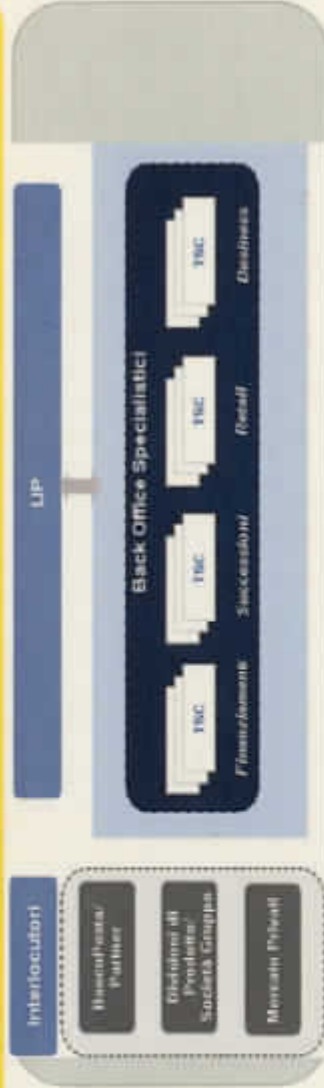 Interlocutori
BancoPosta/
Partner
Divisioni di
Prodotto/
Società Gruppo
Mercato Privati
UP
Back Office Specialistici
TSC
TSC
TSC
TSC
Finanziamenti
Successioni
Retail
Business